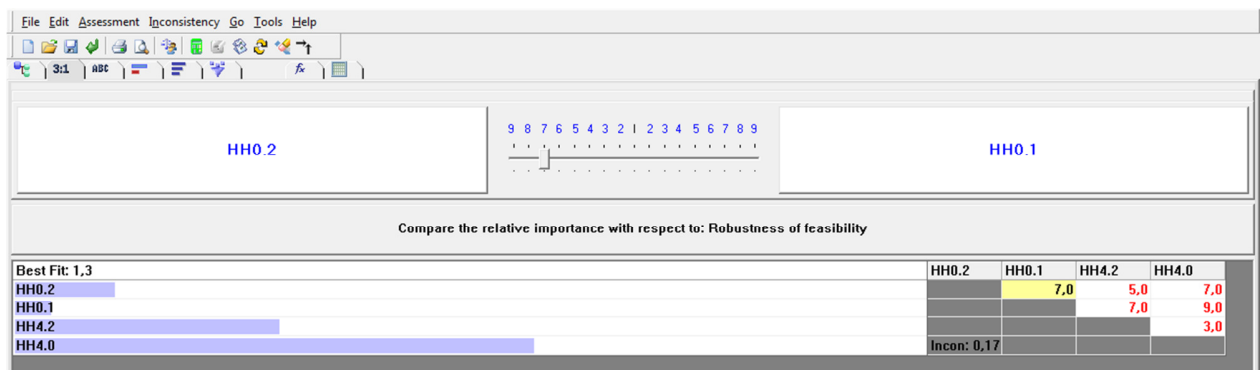 File Edit Assessment Inconsistency Go Tools Help
3:1 ABC fx
HH0.2 9 8 7 6 5 4 3 2 1 2 3 4 5 6 7 8 9 HH0.1
Compare the relative importance with respect to: Robustness of feasibility
Best Fit: 1,3 HH0.2 HH0.1 HH4.2 HH4.0
HH0.2 7,0 5,0 7,0
HH0.1 7,0 9,0
HH4.2 3,0
HH4.0 Incon: 0,17